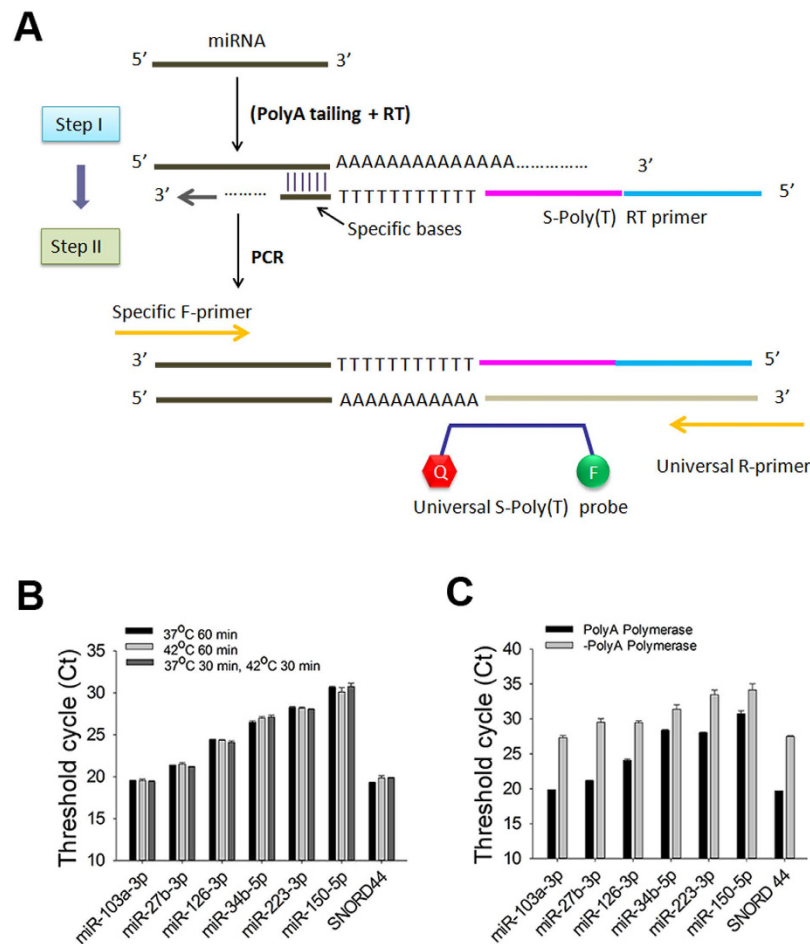 A
miRNA
5’ 3’
(PolyA tailing + RT)
Step I
5’ AAAAAAAAAAAAAA............... 3’
3’ ......... TTTTTTTTTTT 5’
S-Poly(T) RT primer
Specific bases
Step II
PCR
Specific F-primer
3’ TTTTTTTTTTT 5’
5’ AAAAAAAAAAA 3’
Q F
Universal R-primer
Universal S-Poly(T) probe
B
37°C 60 min
42°C 60 min
37°C 30 min, 42°C 30 min
Threshold cycle (Ct)
35
30
25
20
15
10
miR-103a-3p
miR-27b-3p
miR-126-3p
miR-34b-5p
miR-223-3p
miR-150-5p
SNORD44
C
PolyA Polymerase
-PolyA Polymerase
Threshold cycle (Ct)
40
35
30
25
20
15
10
miR-103a-3p
miR-27b-3p
miR-126-3p
miR-34b-5p
miR-223-3p
miR-150-5p
SNORD 44